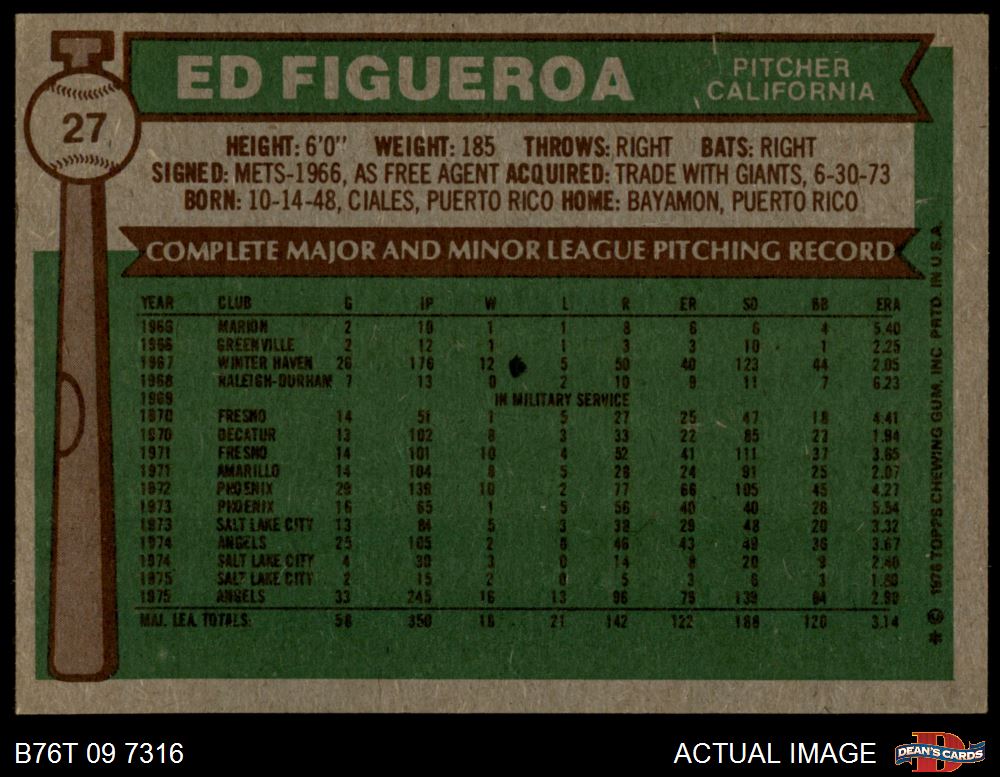 ED FIGUEROA
PITCHER
CALIFORNIA
27
HEIGHT: 6'0" WEIGHT: 185 THROWS: RIGHT BATS: RIGHT
SIGNED: METS-1966, AS FREE AGENT ACQUIRED: TRADE WITH GIANTS, 6-30-73
BORN: 10-14-48, CIALES, PUERTO RICO HOME: BAYAMON, PUERTO RICO
COMPLETE MAJOR AND MINOR LEAGUE PITCHING RECORD
YEAR CLUB G IP W L R ER SO BB ERA
1966 MARION 2 10 1 1 8 6 6 4 5.40
1966 GREENVILLE 2 12 1 1 3 3 10 1 2.25
1967 WINTER HAVEN 26 176 12 5 50 40 123 44 2.05
1968 RALEIGH-DURHAM 7 13 0 2 10 9 11 7 6.23
1969 IN MILITARY SERVICE
1970 FRESNO 14 51 1 5 27 25 47 18 4.41
1970 DECATUR 13 102 8 3 33 22 85 27 1.94
1971 FRESNO 14 101 10 4 52 41 111 37 3.65
1971 AMARILLO 14 104 8 5 28 24 91 25 2.07
1972 PHOENIX 29 139 10 2 77 66 105 45 4.27
1973 PHOENIX 16 65 1 5 56 40 40 28 5.54
1973 SALT LAKE CITY 13 84 5 3 38 29 48 20 3.32
1974 ANGELS 25 105 2 8 46 43 49 36 3.67
1974 SALT LAKE CITY 4 30 3 0 14 8 20 9 2.40
1975 SALT LAKE CITY 2 15 2 0 5 3 6 3 1.80
1975 ANGELS 33 245 16 13 96 79 139 84 2.90
MAJ. LEA. TOTALS: 58 350 18 21 142 122 188 120 3.14
* © 1976 TOPPS CHEWING GUM, INC. PRTD. IN U.S.A.
B76T 09 7316
ACTUAL IMAGE
D
DEAN'S CARDS